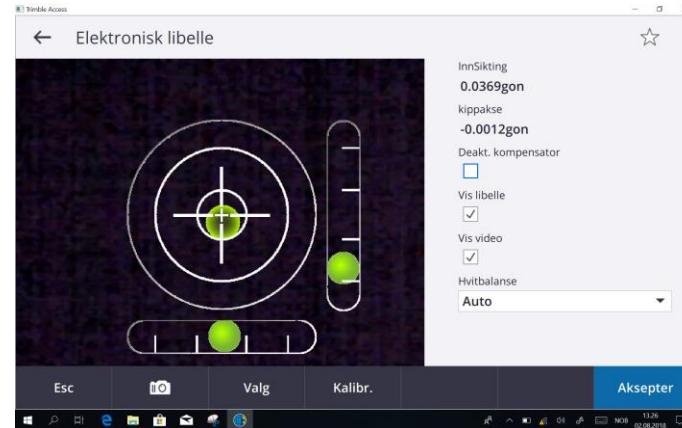 Trimble Access
Elektronisk libelle
InnSikting
0.0369gon
kippakse
-0.0012gon
Deakt. kompensator
Vis libelle
Vis video
Hvitbalanse
Auto
Esc
Valg
Kalibr.
Aksepter
NOB
13.26
02.08.2018